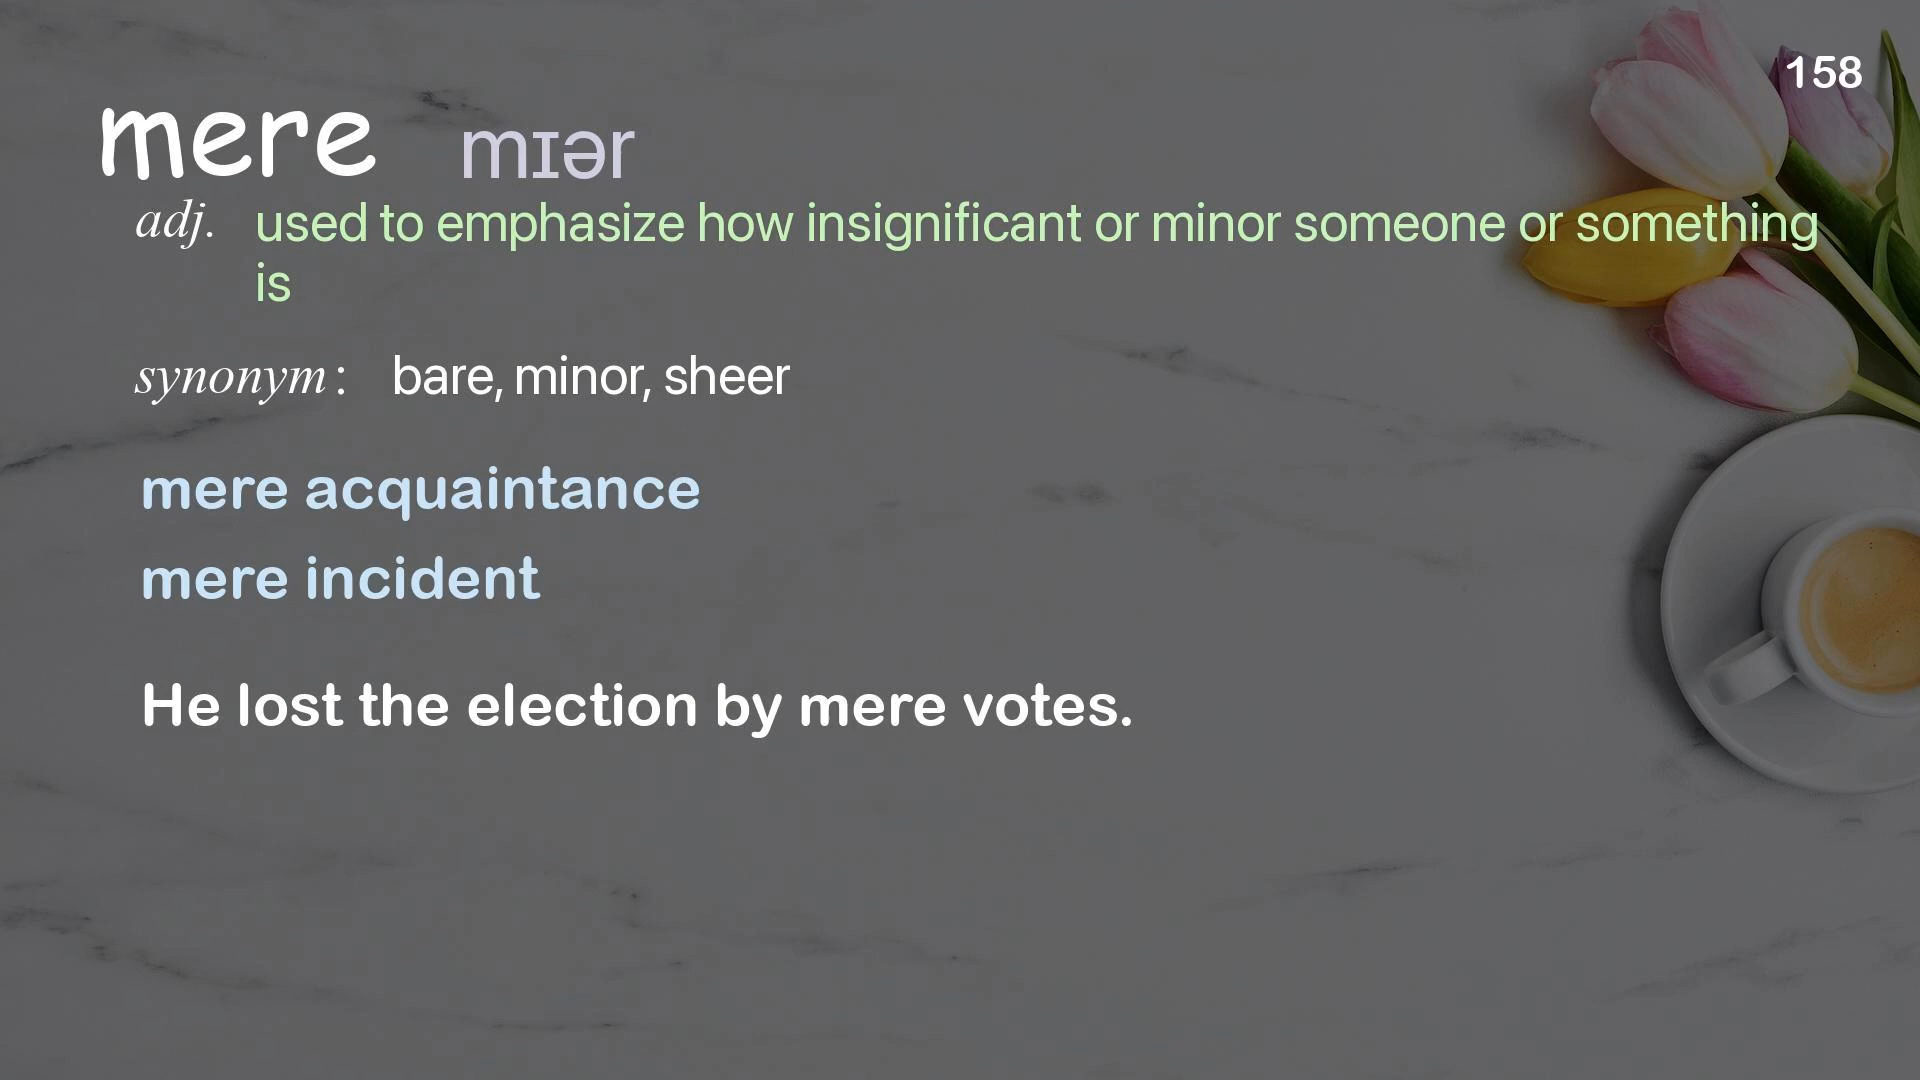 158
mere mɪər
adj. used to emphasize how insignificant or minor someone or something
is
synonym: bare, minor, sheer
mere acquaintance
mere incident
He lost the election by mere votes.